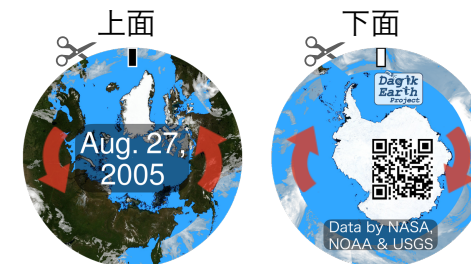 上面
下面
Aug. 27,
2005
Dagik
Earth
Project
Data by NASA,
NOAA & USGS